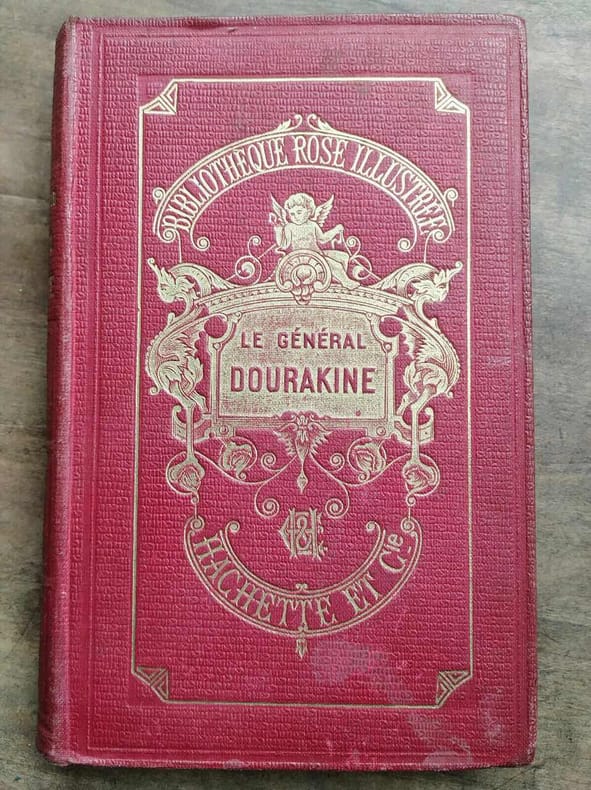 BIBLIOTHÈQUE ROSE ILLUSTRÉE
LE GÉNÉRAL
DOURAKINE
HACHETTE ET Cie